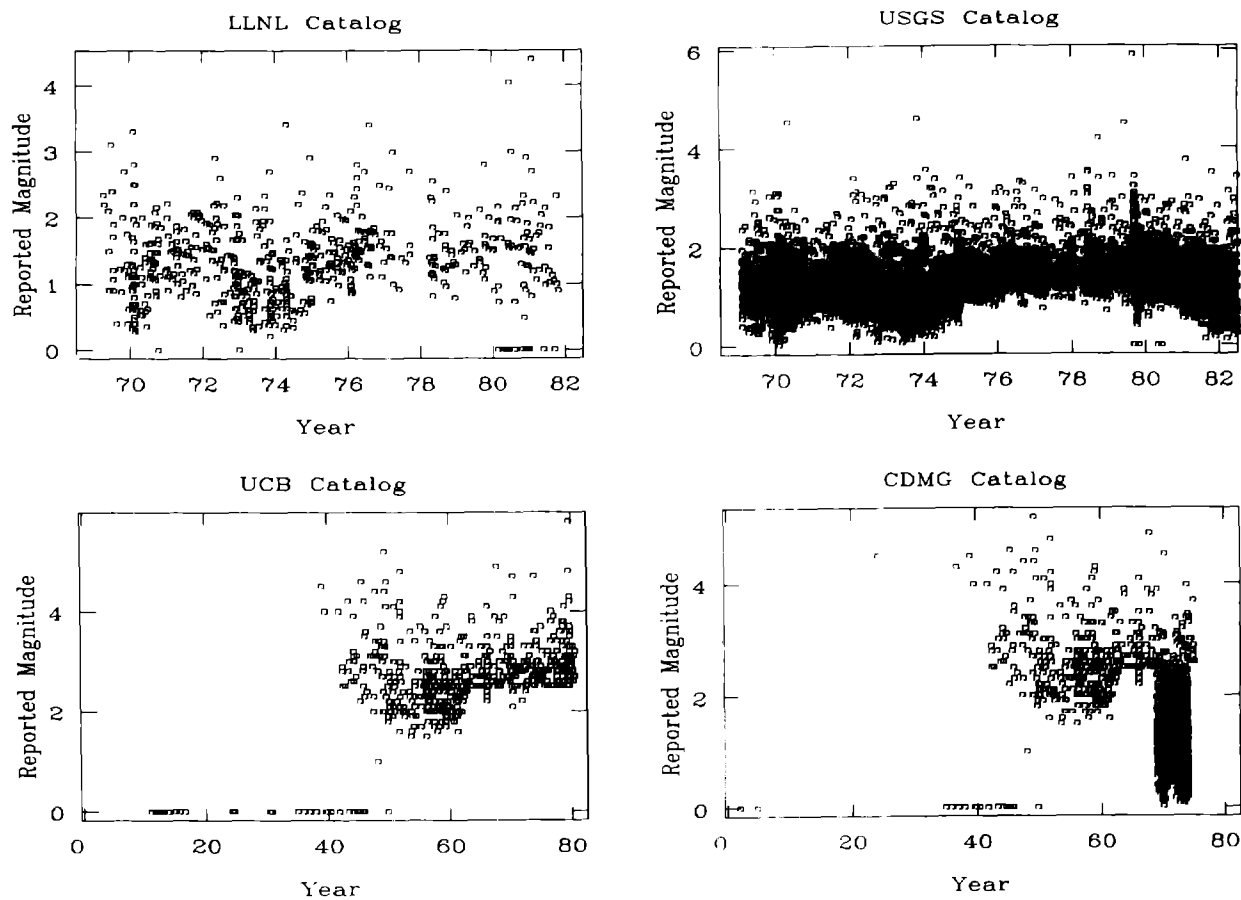 LLNL Catalog
Reported Magnitude
4
3
2
1
0
70 72 74 76 78 80 82
Year
USGS Catalog
Reported Magnitude
6
4
2
0
70 72 74 76 78 80 82
Year
UCB Catalog
Reported Magnitude
4
2
0
0 20 40 60 80
Year
CDMG Catalog
Reported Magnitude
4
2
0
0 20 40 60 80
Year